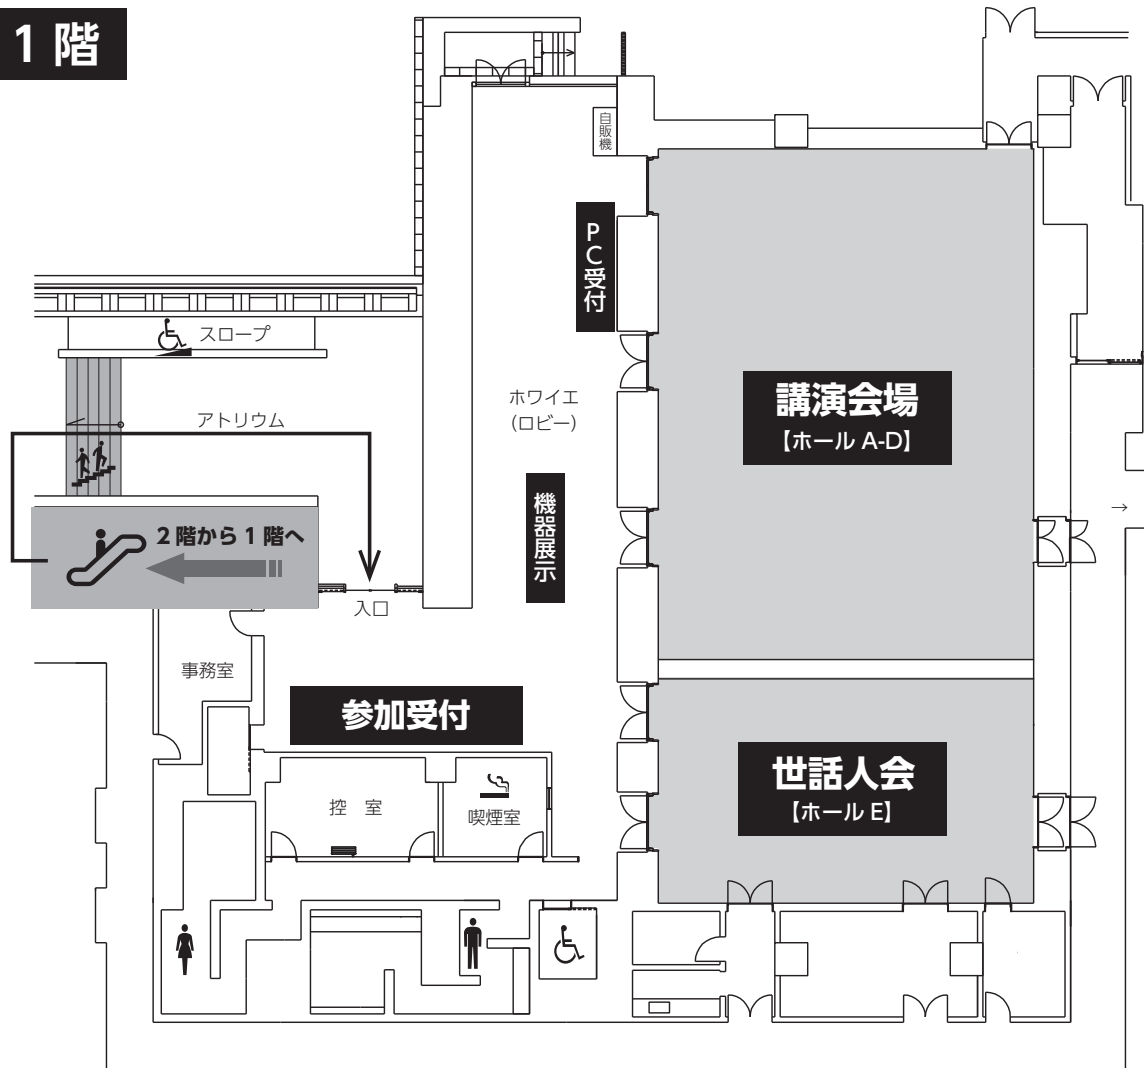 1 階
自販機
PC受付
スロープ
ホワイエ
(ロビー)
講演会場
【ホール A-D】
アトリウム
機器展示
2 階から 1 階へ
→
入口
事務室
参加受付
世話人会
【ホール E】
控 室
喫煙室